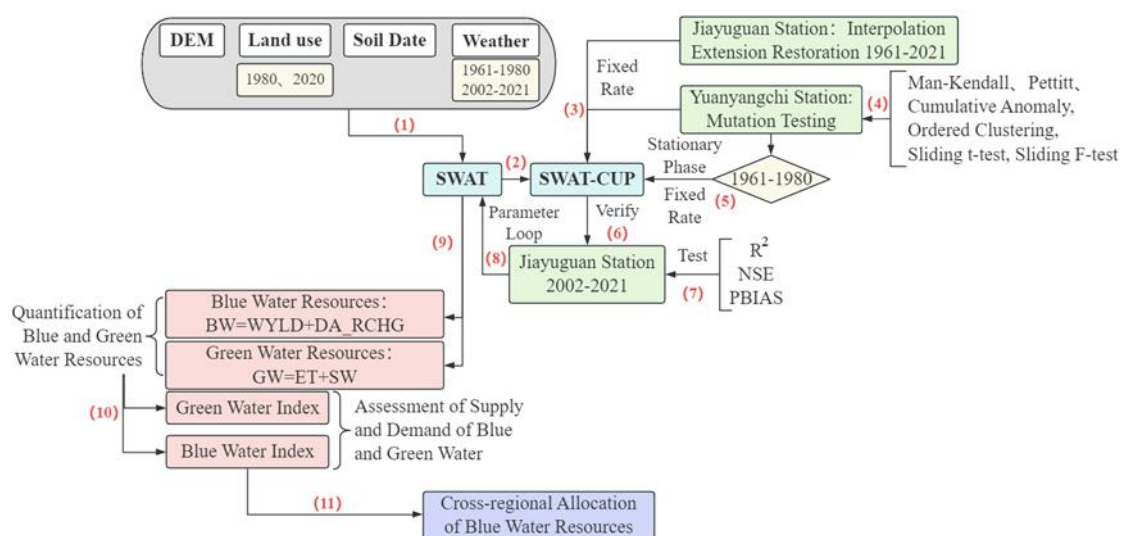 DEM
Land use
Soil Date
Weather
1980、2020
1961-1980
2002-2021
Jiayuguan Station: Interpolation
Extension Restoration 1961-2021
Fixed
Rate
(3)
Yuanyangchi Station:
Mutation Testing
(4)
Man-Kendall、Pettitt、
Cumulative Anomaly,
Ordered Clustering,
Sliding t-test, Sliding F-test
(1)
(2)
SWAT
SWAT-CUP
Stationary
Phase
1961-1980
Fixed
Rate
(5)
Parameter
Loop
(8)
Verify
(6)
Jiayuguan Station
2002-2021
Test
(7)
R²
NSE
PBIAS
(9)
Quantification of
Blue and Green
Water Resources
Blue Water Resources:
BW=WYLD+DA_RCHG
Green Water Resources:
GW=ET+SW
(10)
Green Water Index
Blue Water Index
Assessment of Supply
and Demand of Blue
and Green Water
(11)
Cross-regional Allocation
of Blue Water Resources